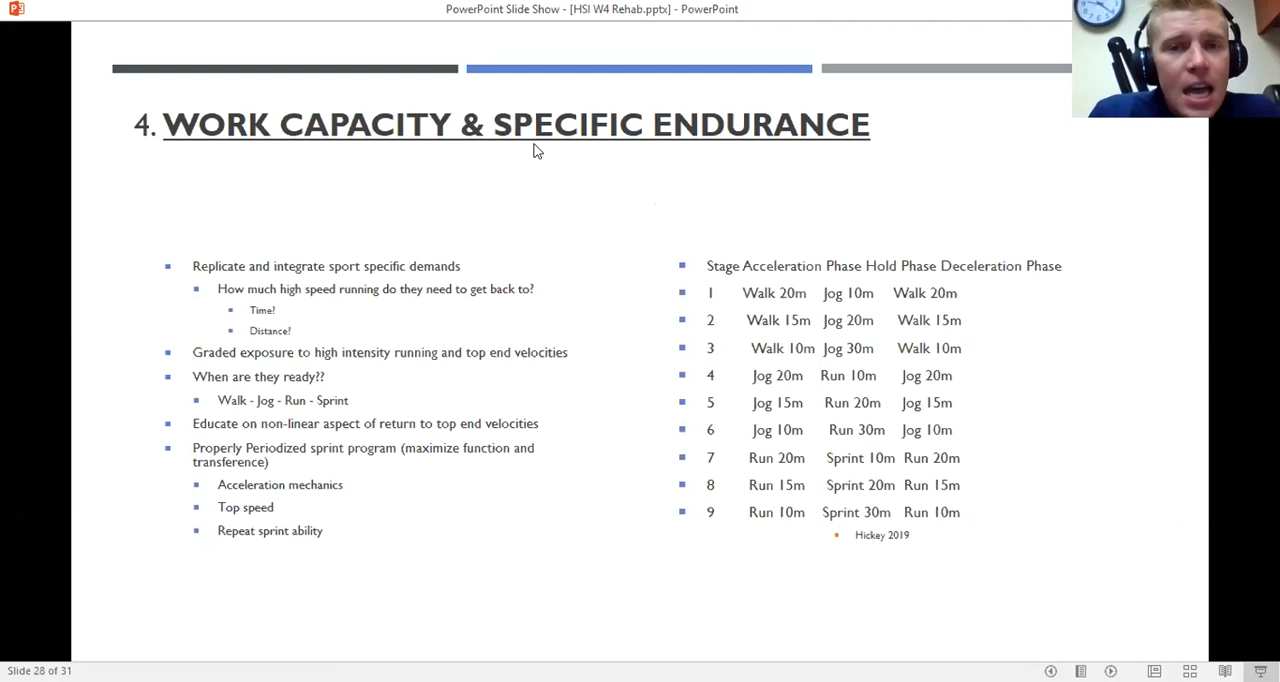 PowerPoint Slide Show - [HSI W4 Rehab.pptx] - PowerPoint
4. WORK CAPACITY & SPECIFIC ENDURANCE
Replicate and integrate sport specific demands
How much high speed running do they need to get back to?
Time?
Distance?
Graded exposure to high intensity running and top end velocities
When are they ready??
Walk - Jog - Run - Sprint
Educate on non-linear aspect of return to top end velocities
Properly Periodized sprint program (maximize function and
transference)
Acceleration mechanics
Top speed
Repeat sprint ability
Stage Acceleration Phase Hold Phase Deceleration Phase
1 Walk 20m Jog 10m Walk 20m
2 Walk 15m Jog 20m Walk 15m
3 Walk 10m Jog 30m Walk 10m
4 Jog 20m Run 10m Jog 20m
5 Jog 15m Run 20m Jog 15m
6 Jog 10m Run 30m Jog 10m
7 Run 20m Sprint 10m Run 20m
8 Run 15m Sprint 20m Run 15m
9 Run 10m Sprint 30m Run 10m
Hickey 2019
Slide 28 of 31